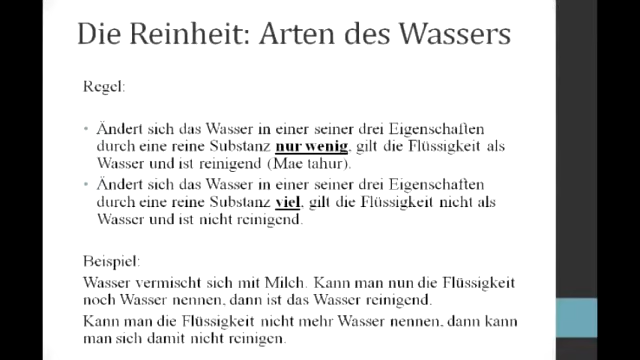 Die Reinheit: Arten des Wassers
Regel:
• Ändert sich das Wasser in einer seiner drei Eigenschaften
durch eine reine Substanz nur wenig, gilt die Flüssigkeit als
Wasser und ist reinigend (Mae tahur).
• Ändert sich das Wasser in einer seiner drei Eigenschaften
durch eine reine Substanz viel, gilt die Flüssigkeit nicht als
Wasser und ist nicht reinigend.
Beispiel:
Wasser vermischt sich mit Milch. Kann man nun die Flüssigkeit
noch Wasser nennen, dann ist das Wasser reinigend.
Kann man die Flüssigkeit nicht mehr Wasser nennen, dann kann
man sich damit nicht reinigen.